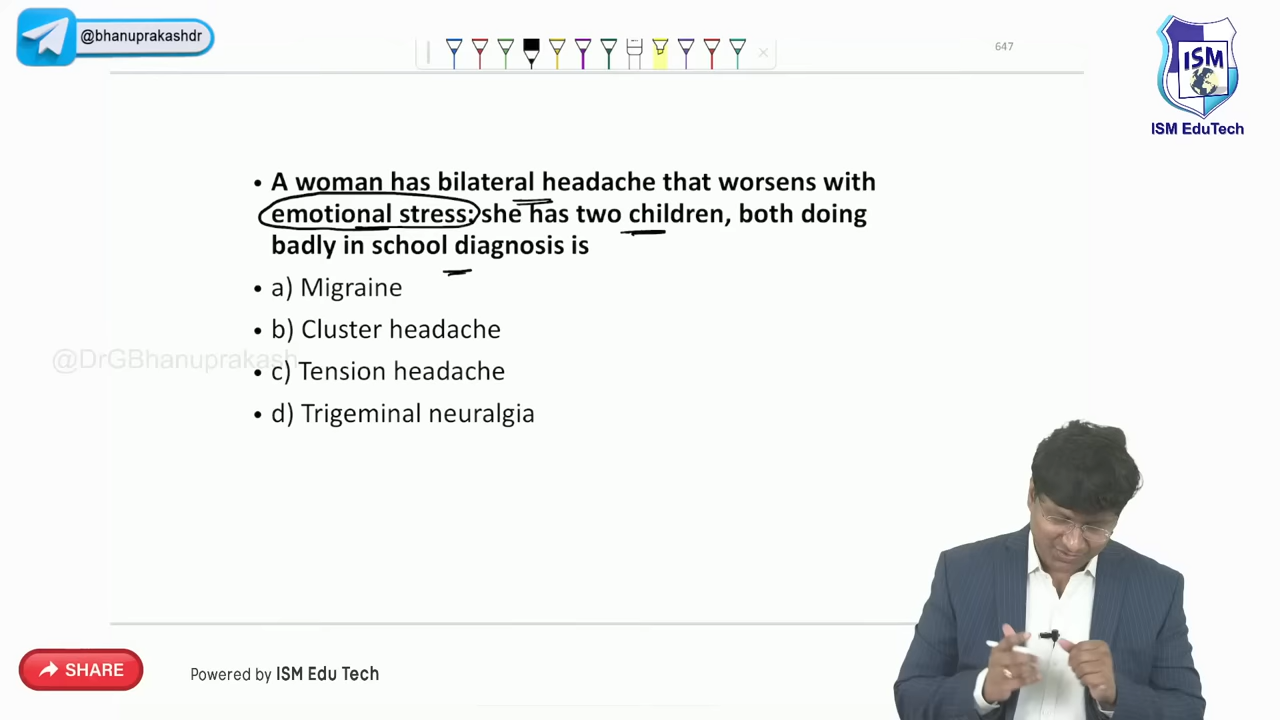 @bhanuprakashdr
647
ISM
ISM EduTech
• A woman has bilateral headache that worsens with
emotional stress; she has two children, both doing
badly in school diagnosis is
• a) Migraine
• b) Cluster headache
@DrGBhanuprakash
• c) Tension headache
• d) Trigeminal neuralgia
SHARE
Powered by ISM Edu Tech